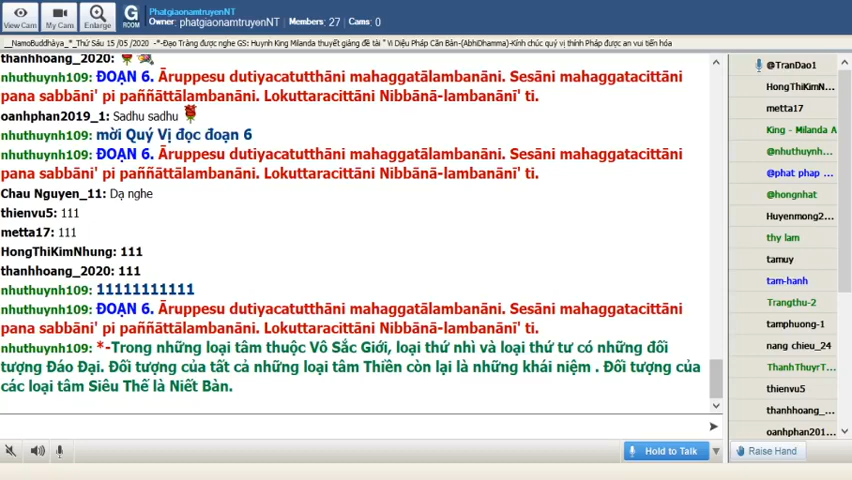 PhatgiaonamtruyenNT
Owner: phatgiaonamtruyenNT Members: 27 Cams: 0
View Cam
My Cam
Enlarge
G ROOM
__NamoBuddhàya_*_Thứ Sáu 15 /05 /2020 -*-Đạo Tràng được nghe GS: Huynh King Milanda thuyết giảng đề tài " Vi Diệu Pháp Căn Bản-(AbhiDhamma)-Kính chúc quý vị thính Pháp được an vui tiến hóa
thanhhoang_2020:
nhuthuynh109: ĐOẠN 6. Āruppesu dutiyacatutthāni mahaggatālambanāni. Sesāni mahaggatacittāni
pana sabbāni' pi paññāttālambanāni. Lokuttaracittāni Nibbānā-lambanānī' ti.
oanhphan2019_1: Sadhu sadhu
nhuthuynh109: mời Quý Vị đọc đoạn 6
nhuthuynh109: ĐOẠN 6. Āruppesu dutiyacatutthāni mahaggatālambanāni. Sesāni mahaggatacittāni
pana sabbāni' pi paññāttālambanāni. Lokuttaracittāni Nibbānā-lambanānī' ti.
Chau Nguyen_11: Dạ nghe
thienvu5: 111
metta17: 111
HongThiKimNhung: 111
thanhhoang_2020: 111
nhuthuynh109: 11111111111
nhuthuynh109: ĐOẠN 6. Āruppesu dutiyacatutthāni mahaggatālambanāni. Sesāni mahaggatacittāni
pana sabbāni' pi paññāttālambanāni. Lokuttaracittāni Nibbānā-lambanānī' ti.
nhuthuynh109: *-Trong những loại tâm thuộc Vô Sắc Giới, loại thứ nhì và loại thứ tư có những đối
tượng Đáo Đại. Đối tượng của tất cả những loại tâm Thiền còn lại là những khái niệm . Đối tượng của
các loại tâm Siêu Thế là Niết Bàn.
Hold to Talk
@TranDao1
HongThiKimN...
metta17
King - Milanda A
@nhuthuynh...
@phat phap ...
@hongnhat
Huyenmong2...
thy lam
tamuy
tam-hanh
Trangthu-2
tamphuong-1
nang chieu_24
ThanhThuyrT...
thienvu5
thanhhoang_...
oanhphan201...
Raise Hand